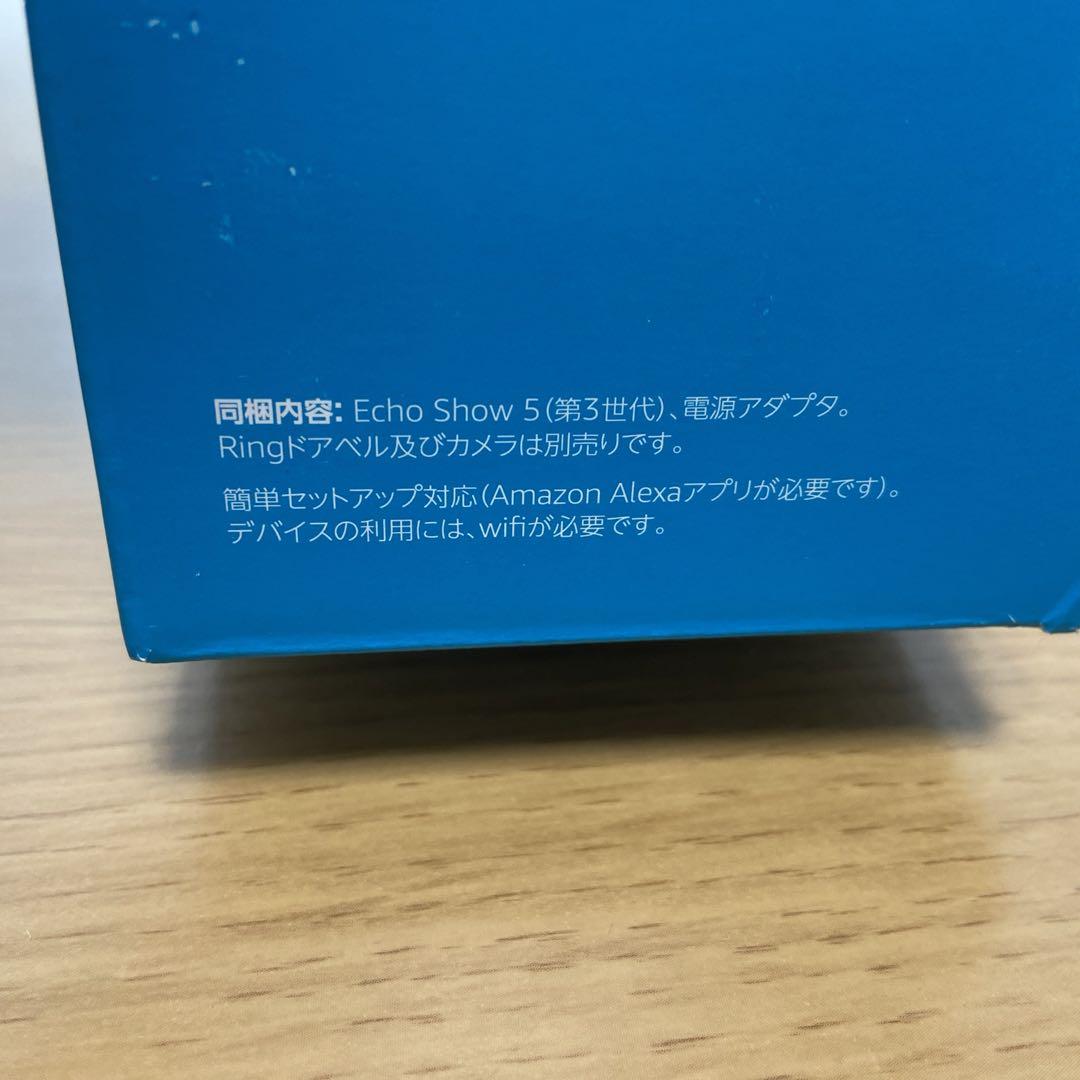 同梱内容: Echo Show 5(第3世代)、電源アダプタ。
Ringドアベル及びカメラは別売りです。
簡単セットアップ対応(Amazon Alexaアプリが必要です)。
デバイスの利用には、wifiが必要です。